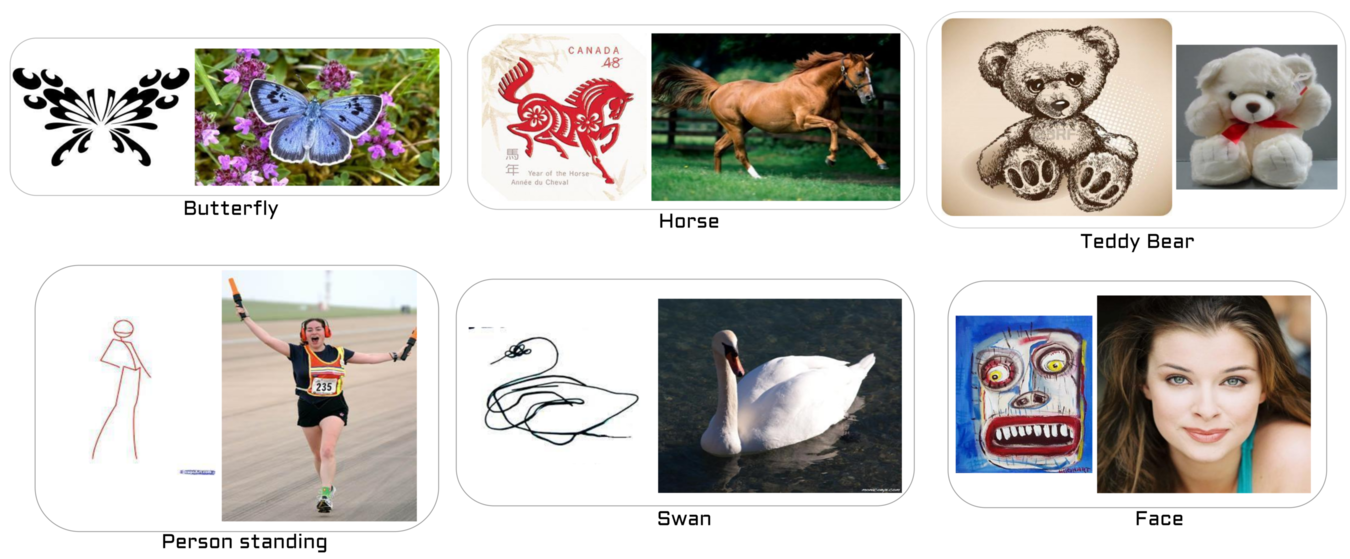 CANADA
48
馬
年
Year of the Horse
Année du Cheval
Butterfly
Horse
Teddy Bear
235
Person standing
Swan
Face